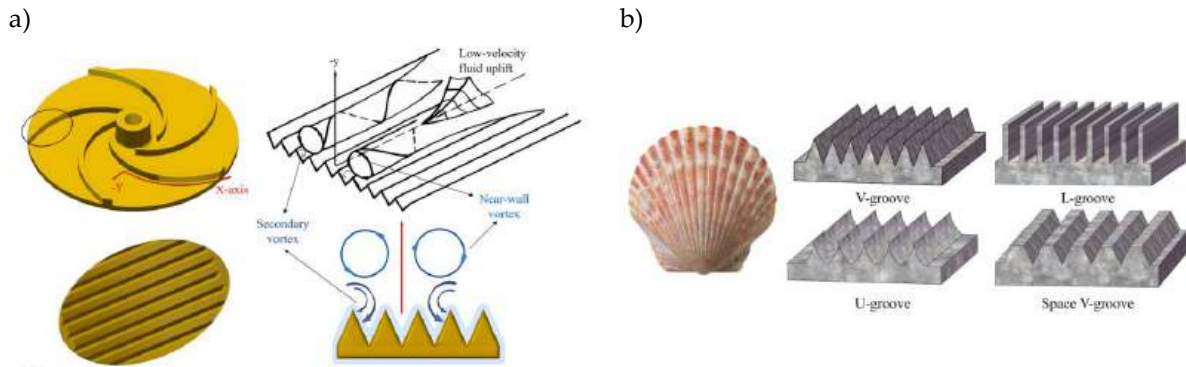 a)
Low-velocity
fluid uplift
-y
-Y
X-axis
Secondary
vortex
Near-wall
vortex
b)
V-groove
L-groove
U-groove
Space V-groove